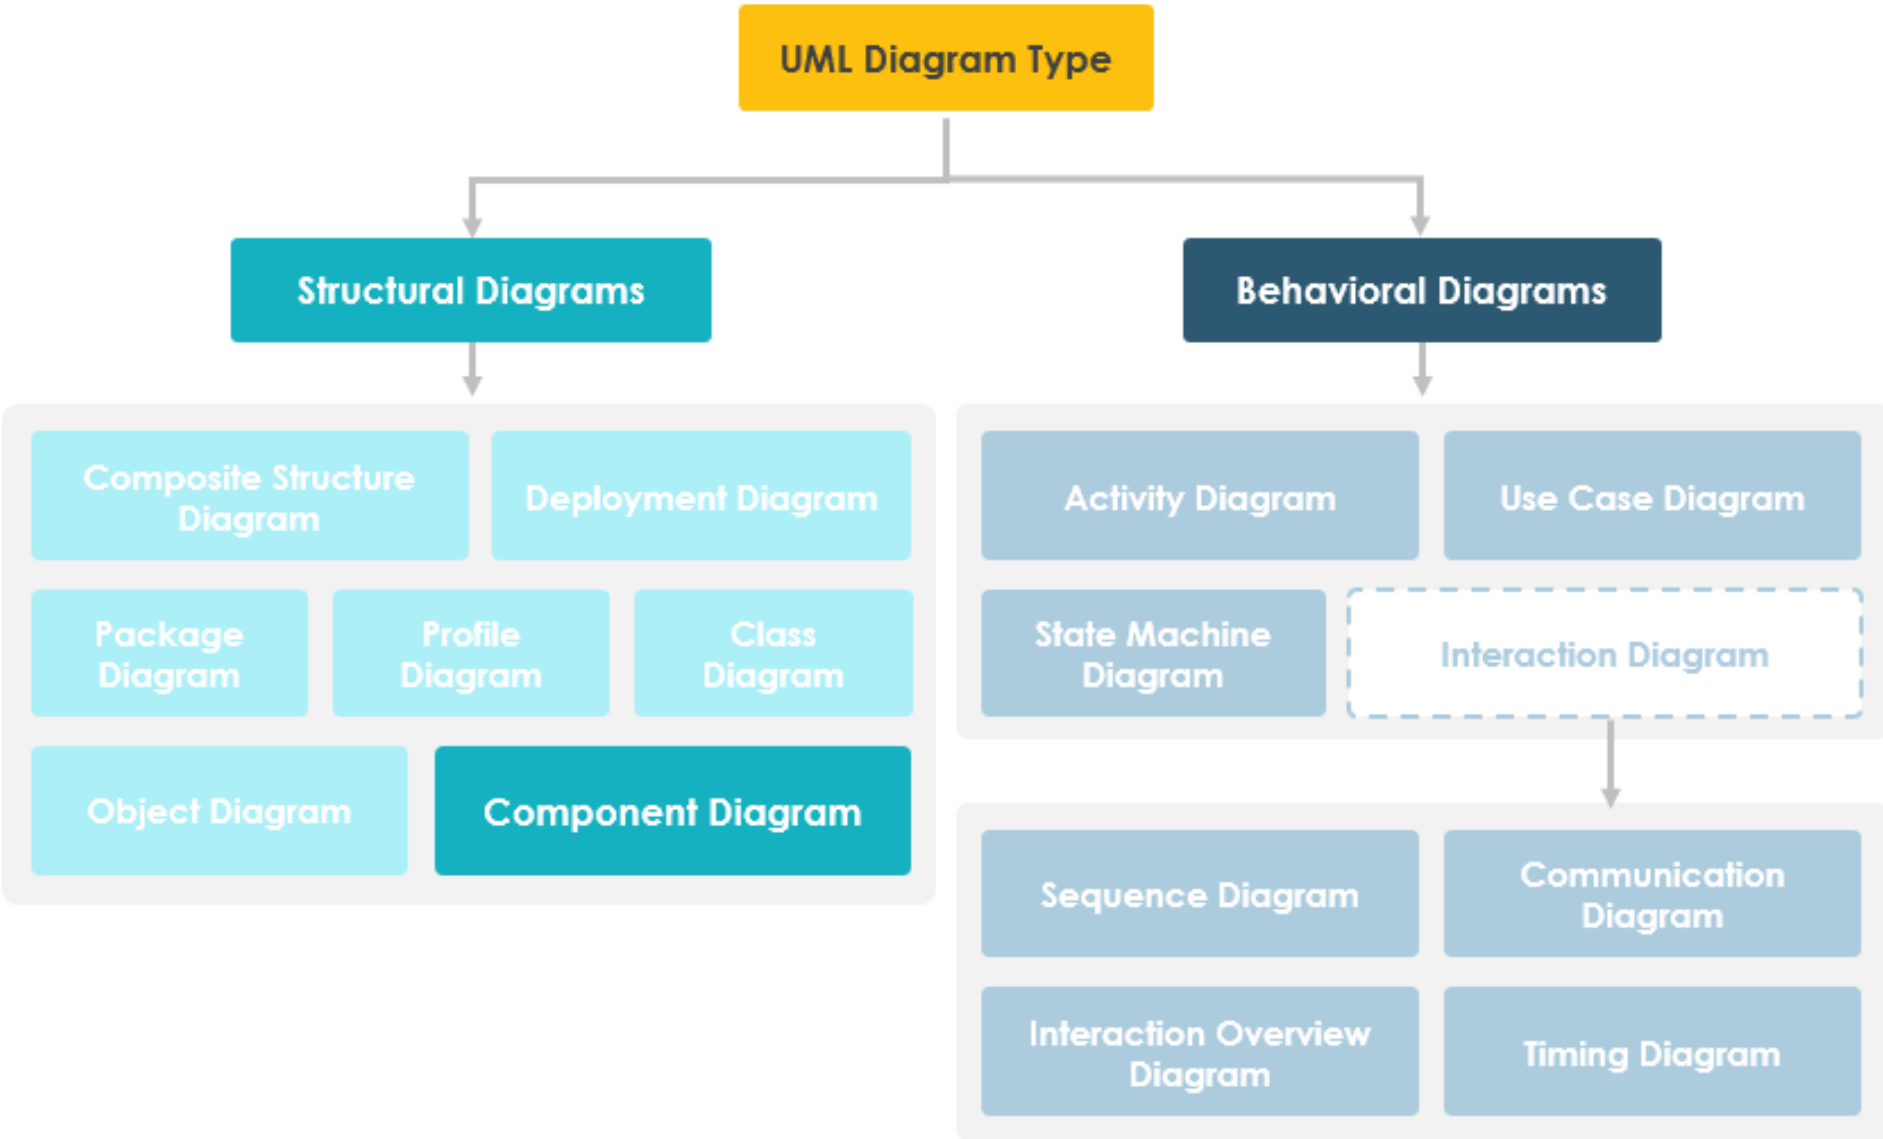 UML Diagram Type
Structural Diagrams
Behavioral Diagrams
Composite Structure
Diagram
Deployment Diagram
Package
Diagram
Profile
Diagram
Class
Diagram
Object Diagram
Component Diagram
Activity Diagram
Use Case Diagram
State Machine
Diagram
Interaction Diagram
Sequence Diagram
Communication
Diagram
Interaction Overview
Diagram
Timing Diagram